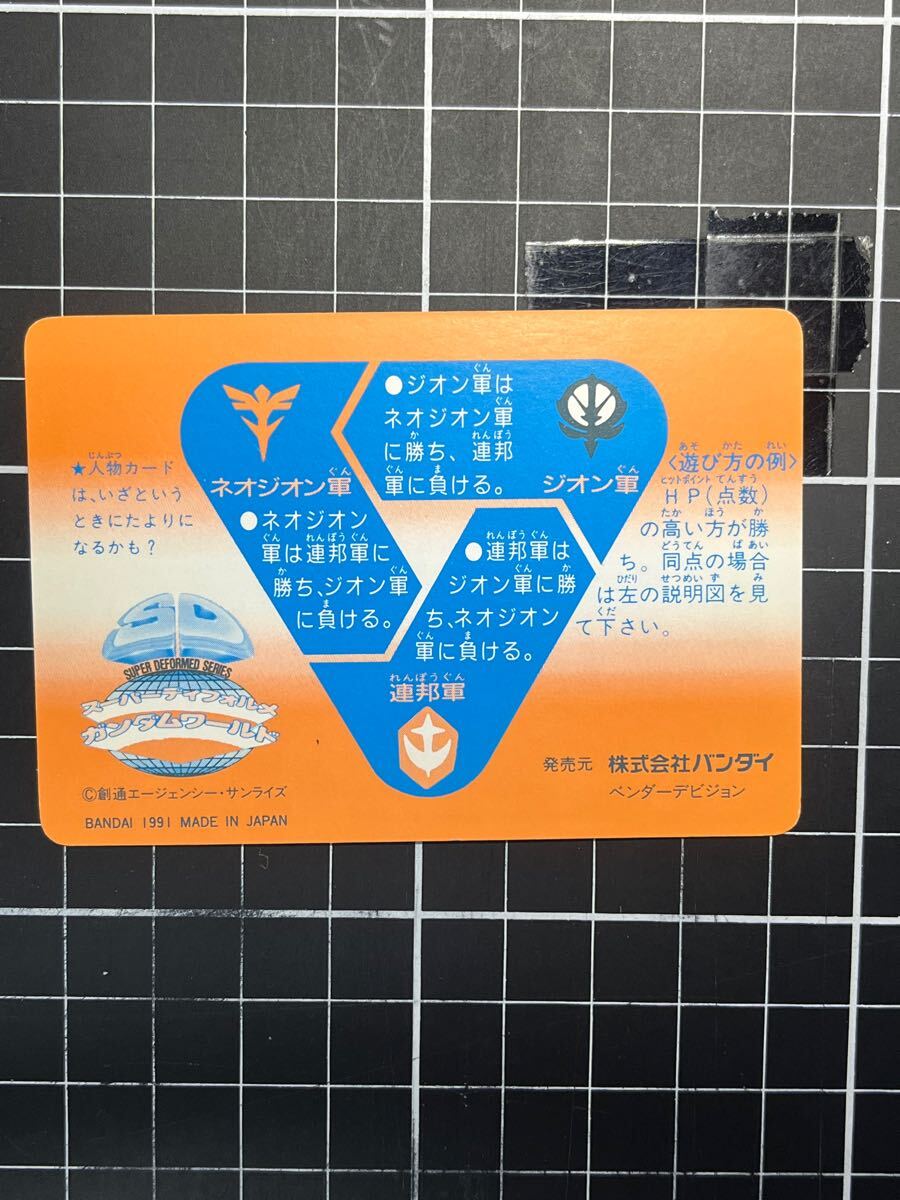 ●ジオン軍は
ネオジオン軍
に勝ち、連邦
軍に負ける。
ネオジオン軍
ジオン軍
●ネオジオン
軍は連邦軍に
勝ち、ジオン軍
に負ける。
●連邦軍は
ジオン軍に勝
ち、ネオジオン
軍に負ける。
連邦軍
★人物カード
は、いざという
ときにたよりに
なるかも？
〈遊び方の例〉
HP(点数)
の高い方が勝
ち。同点の場合
は左の説明図を見
て下さい。
SD
SUPER DEFORMED SERIES
スーパーディフォルメ
ガンダムワールド
©創通エージェンシー・サンライズ
BANDAI 1991 MADE IN JAPAN
発売元 株式会社バンダイ
ベンダーデビジョン